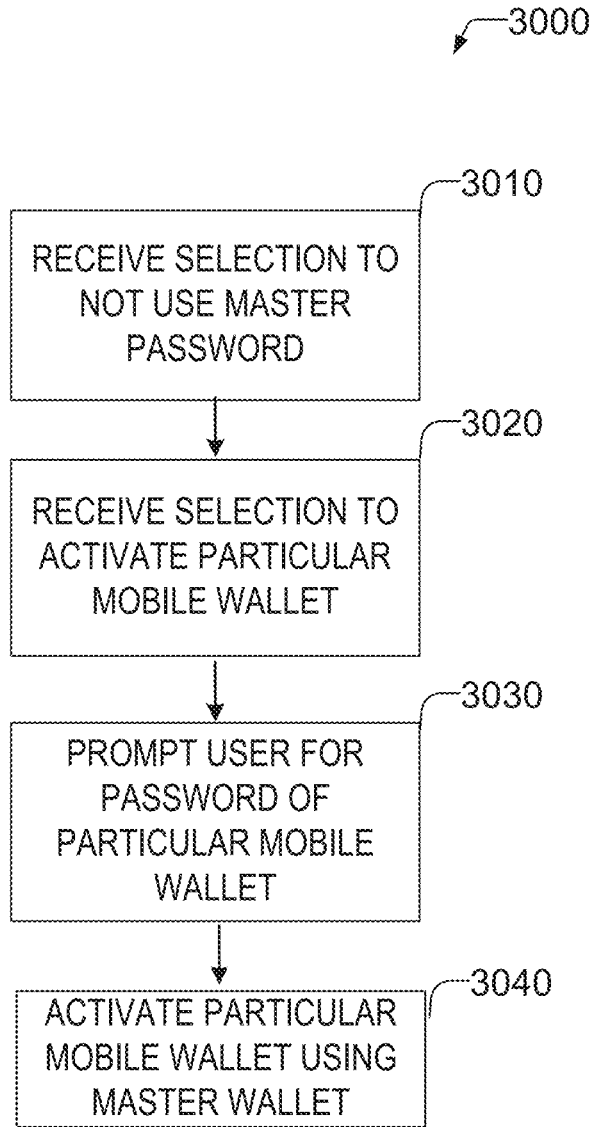 3000
3010
RECEIVE SELECTION TO
NOT USE MASTER
PASSWORD
3020
RECEIVE SELECTION TO
ACTIVATE PARTICULAR
MOBILE WALLET
3030
PROMPT USER FOR
PASSWORD OF
PARTICULAR MOBILE
WALLET
3040
ACTIVATE PARTICULAR
MOBILE WALLET USING
MASTER WALLET